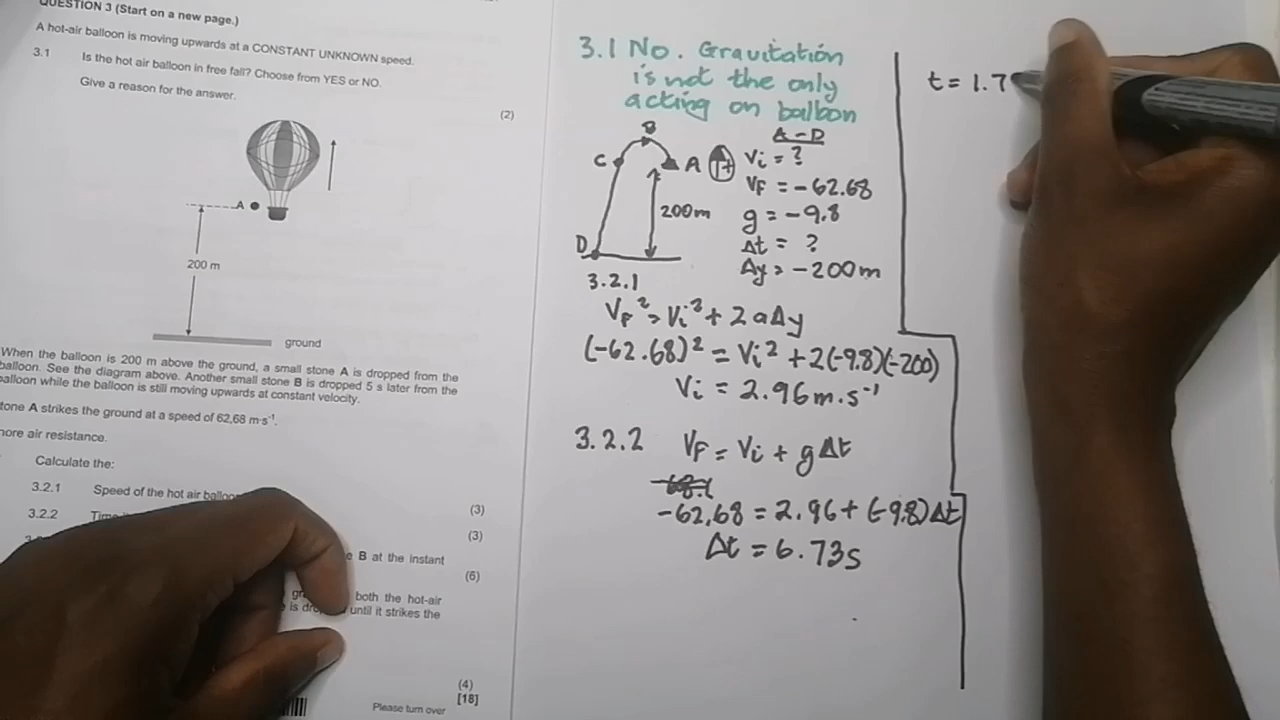 QUESTION 3 (Start on a new page.)
A hot-air balloon is moving upwards at a CONSTANT UNKNOWN speed.
3.1 Is the hot air balloon in free fall? Choose from YES or NO.
Give a reason for the answer.
(2)
A
200 m
ground
When the balloon is 200 m above the ground, a small stone A is dropped from the
balloon. See the diagram above. Another small stone B is dropped 5 s later from the
balloon while the balloon is still moving upwards at constant velocity.
tone A strikes the ground at a speed of 62,68 m·s⁻¹.
nore air resistance.
Calculate the:
3.2.1 Speed of the hot air balloo
(3)
3.2.2 Time
(3)
e B at the instant
(6)
both the hot-air
is until it strikes the
(4)
[18]
Please turn over
3.1 No. Gravitation
is not the only
acting on balloon
B
C
A
D
200m
+
A-D
Vi = ?
VF = -62.68
g = -9.8
Δt = ?
Δy = -200m
3.2.1
VF² = Vi² + 2aΔy
(-62.68)² = Vi² + 2(-9.8)(-200)
Vi = 2.96 m.s⁻¹
3.2.2 VF = Vi + gΔt
-62,68 = 2.96 + (-9.8)Δt
Δt = 6.73s
t = 1.7